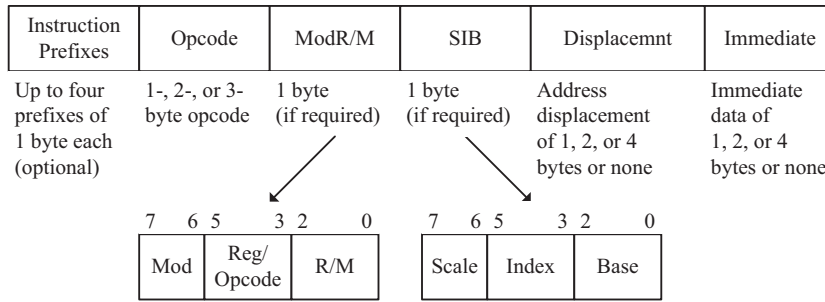 Instruction Prefixes
Opcode
ModR/M
SIB
Displacemnt
Immediate
Up to four
prefixes of
1 byte each
(optional)
1-, 2-, or 3-
byte opcode
1 byte
(if required)
1 byte
(if required)
Address
displacement
of 1, 2, or 4
bytes or none
Immediate
data of
1, 2, or 4
bytes or none
7 6 5 3 2 0
Mod
Reg/
Opcode
R/M
7 6 5 3 2 0
Scale
Index
Base